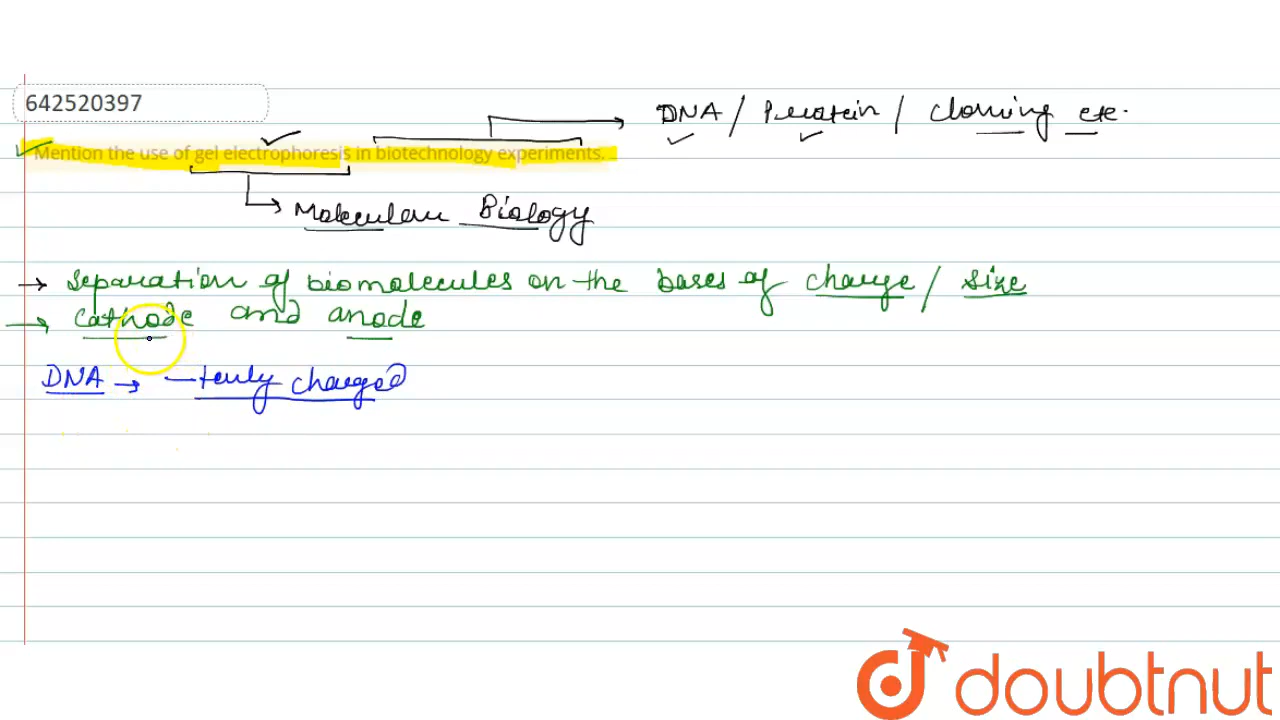 642520397
DNA / Protein / Cloning etc.
Mention the use of gel electrophoresis in biotechnology experiments.
Molecular Biology
→ Separation of biomolecules on the bases of charge / size
→ Cathode and anode
DNA → -tively charged
doubtnut